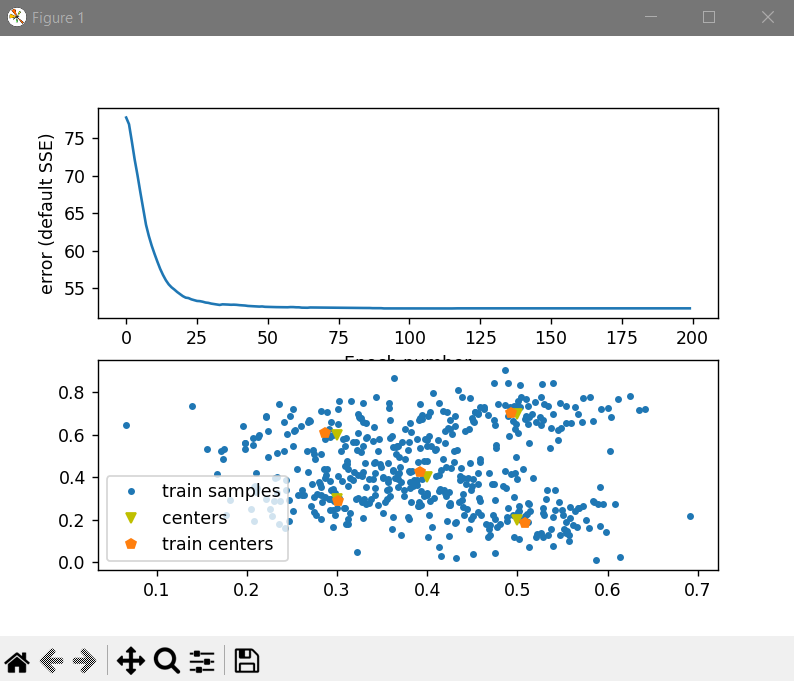 Figure 1
error (default SSE)
75
70
65
60
55
0 25 50 75 100 125 150 175 200
Epoch number
0.8
0.6
0.4
0.2
0.0
train samples
centers
train centers
0.1 0.2 0.3 0.4 0.5 0.6 0.7